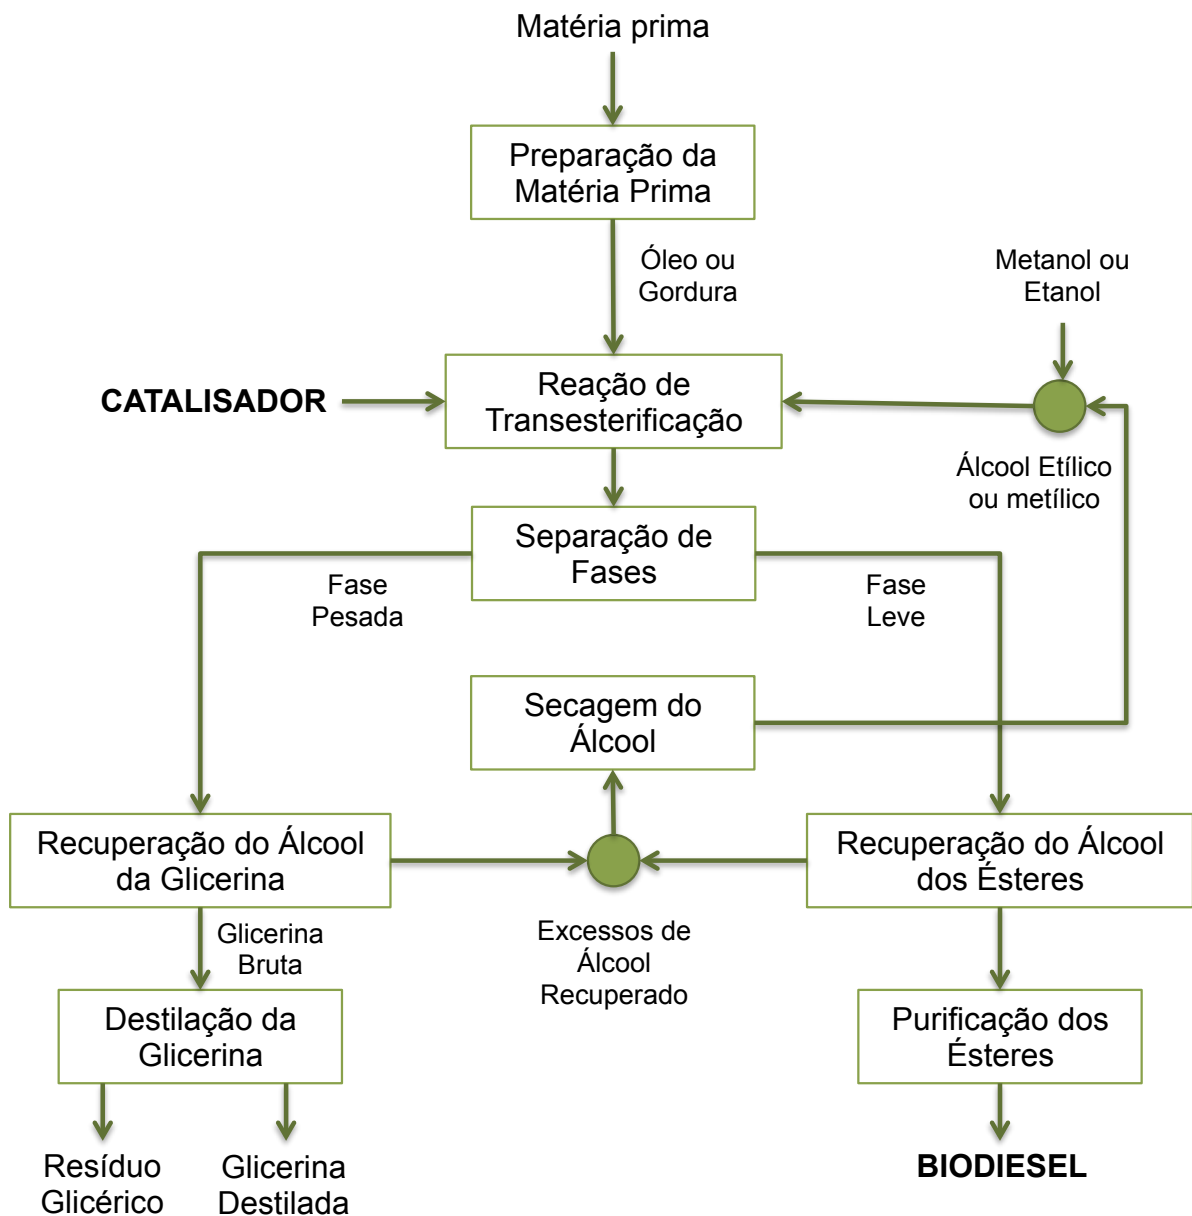 Matéria prima
Preparação da
Matéria Prima
Óleo ou
Gordura
Metanol ou
Etanol
CATALISADOR
Reação de
Transesterificação
Álcool Etílico
ou metílico
Separação de
Fases
Fase
Pesada
Fase
Leve
Secagem do
Álcool
Recuperação do Álcool
da Glicerina
Recuperação do Álcool
dos Ésteres
Glicerina
Bruta
Excessos de
Álcool
Recuperado
Destilação da
Glicerina
Purificação dos
Ésteres
Resíduo
Glicérico
Glicerina
Destilada
BIODIESEL